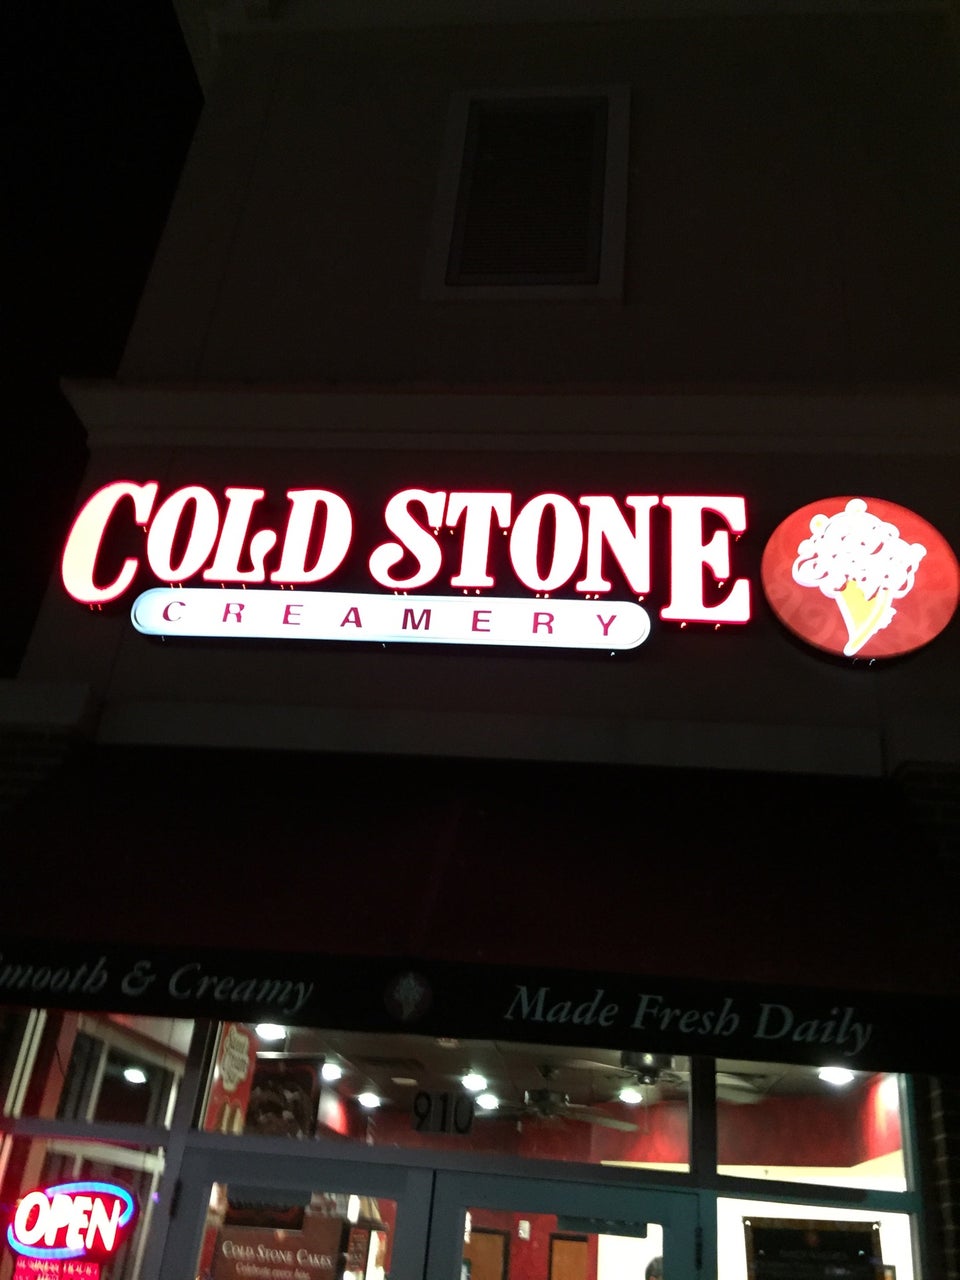 COLD STONE
CREAMERY
Smooth & Creamy
Made Fresh Daily
910
OPEN
COLD STONE CAKES